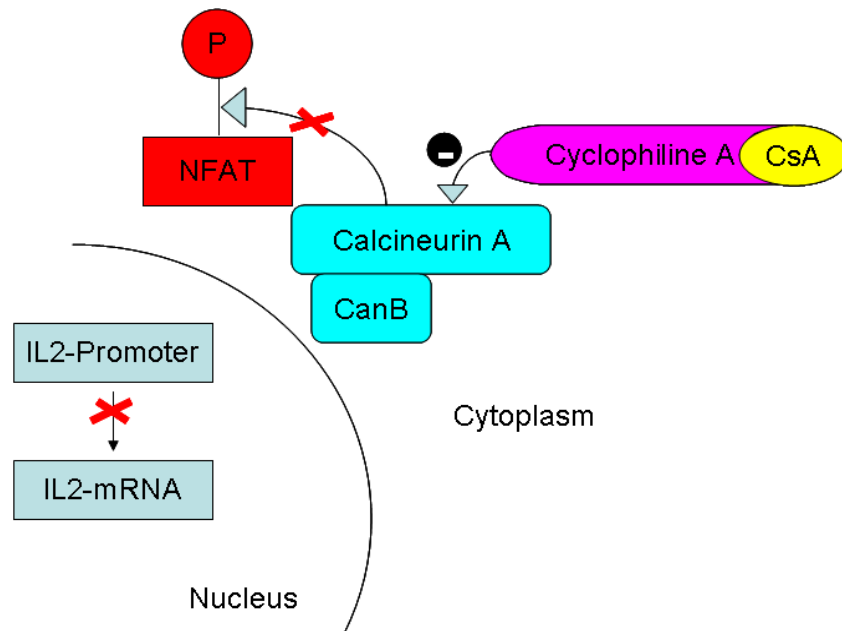 P
NFAT
Cyclophiline A
CsA
-
Calcineurin A
CanB
IL2-Promoter
Cytoplasm
IL2-mRNA
Nucleus